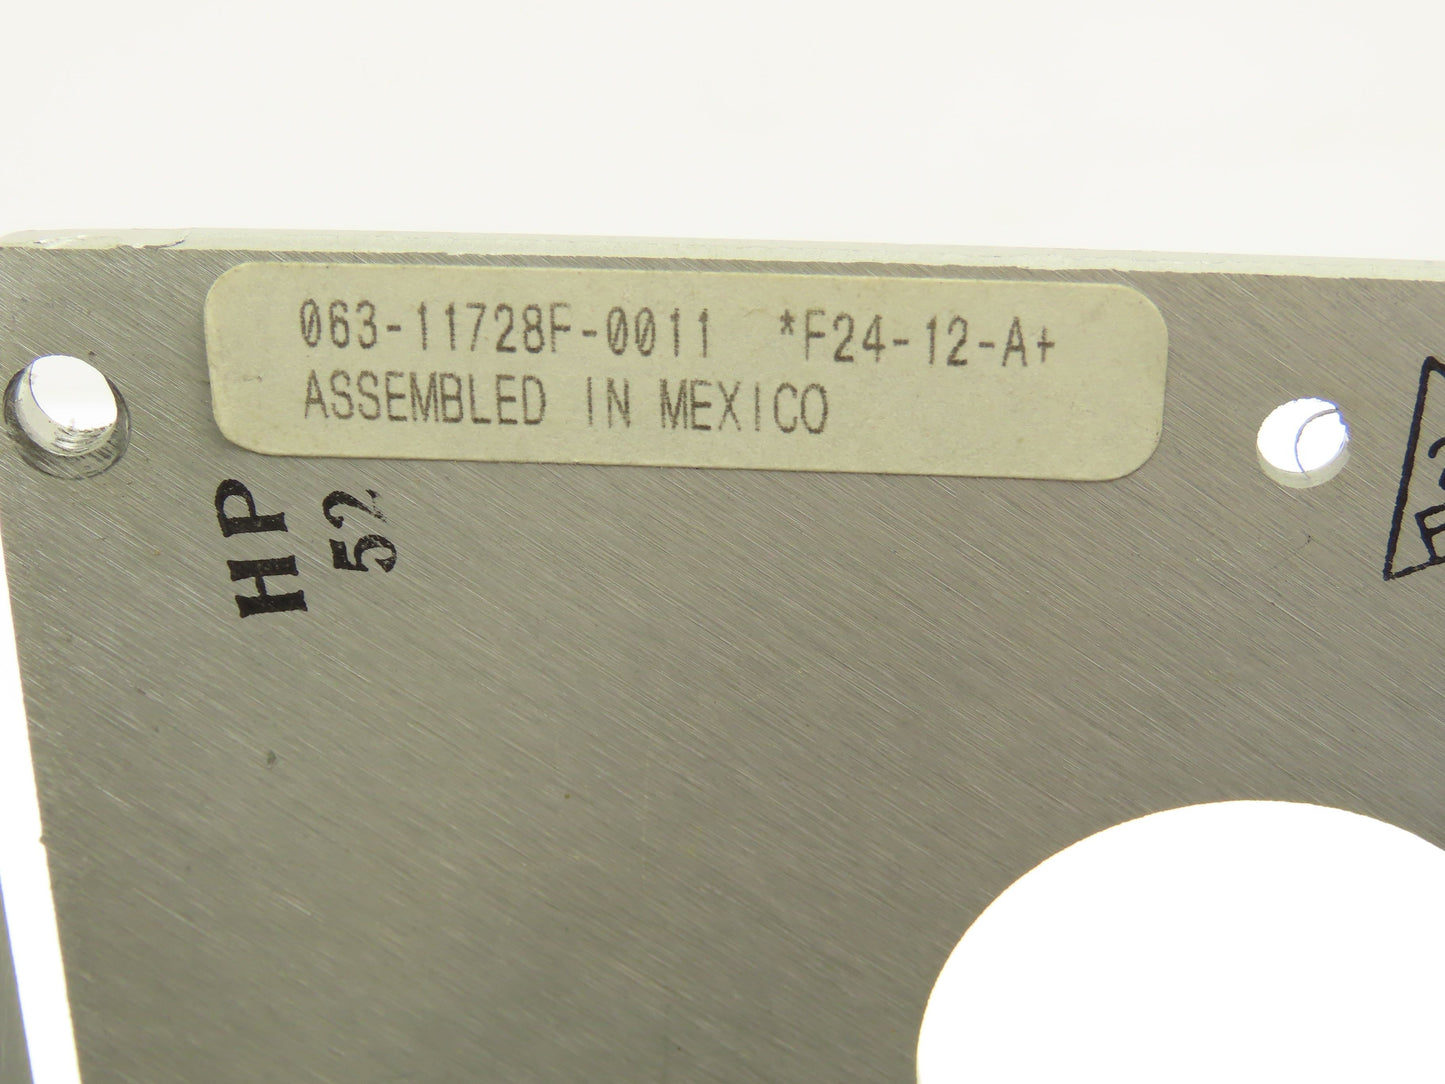 063-11728F-0011 *F24-12-A+
ASSEMBLED IN MEXICO
HP
52